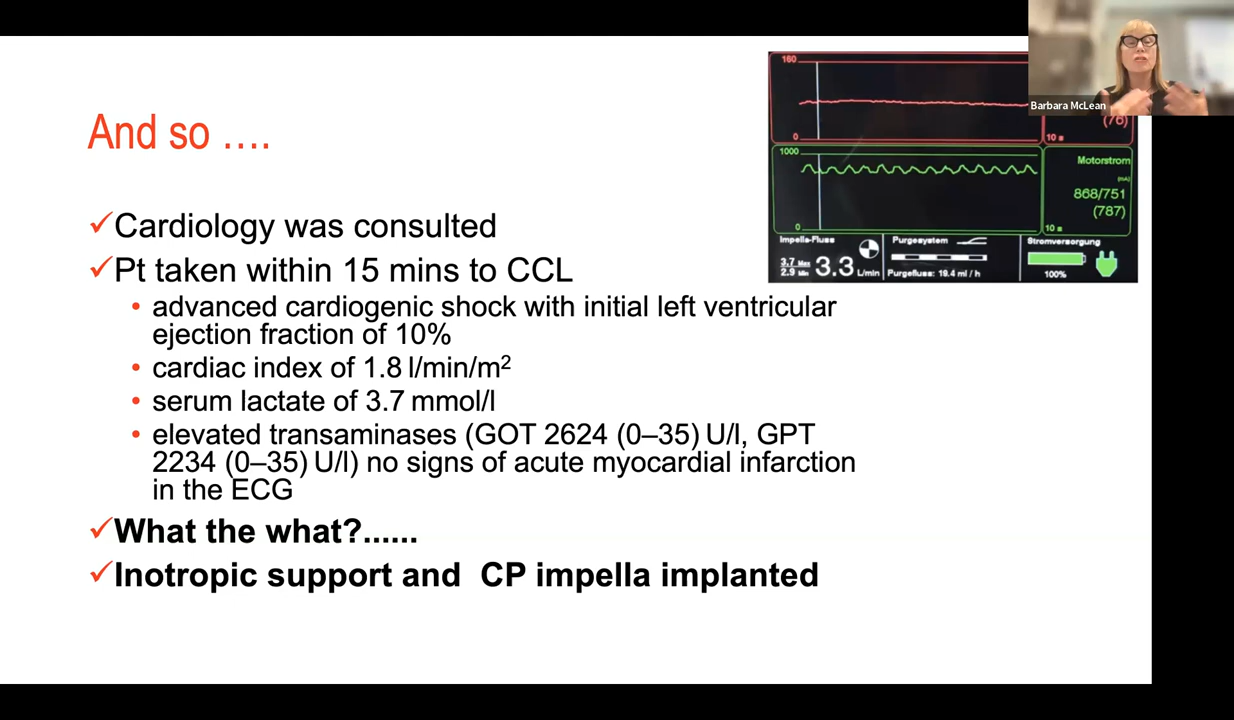 And so ….
✓Cardiology was consulted
✓Pt taken within 15 mins to CCL
• advanced cardiogenic shock with initial left ventricular
ejection fraction of 10%
• cardiac index of 1.8 l/min/m²
• serum lactate of 3.7 mmol/l
• elevated transaminases (GOT 2624 (0–35) U/l, GPT
2234 (0–35) U/l) no signs of acute myocardial infarction
in the ECG
✓What the what?......
✓Inotropic support and CP impella implanted
160
0
(76)
10 s
1000
0
Motorstrom
(mA)
868/751
(787)
10 s
Impella-Fluss
3.7 Max
2.9 Min
3.3 L/min
Purgesystem
Purgefluss: 19.4 ml / h
Stromversorgung
100%
Barbara McLean